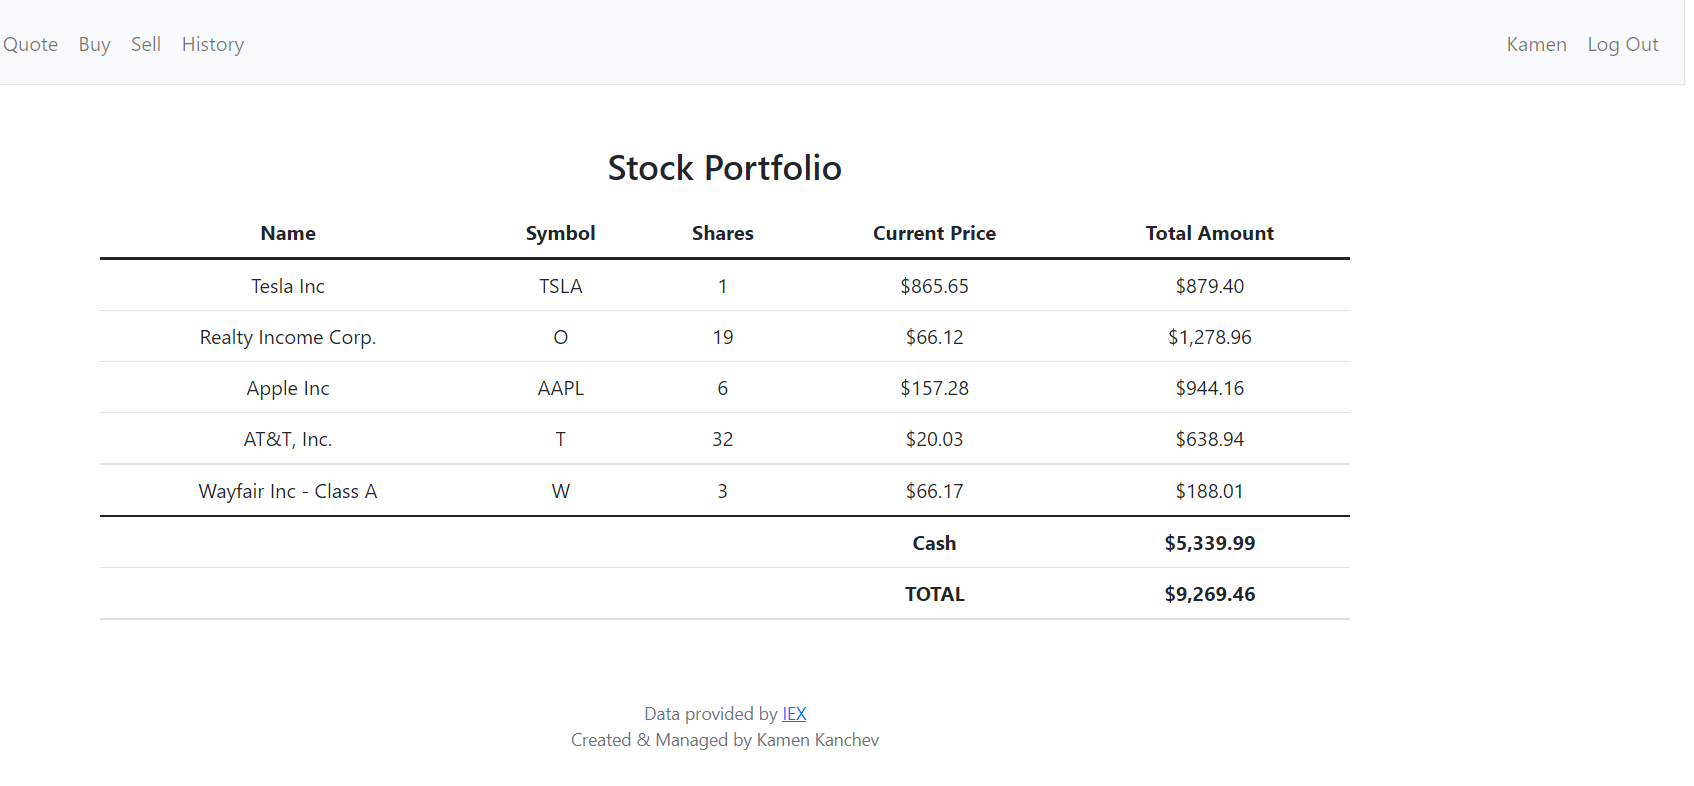 Quote Buy Sell History Kamen Log Out
Stock Portfolio
Name Symbol Shares Current Price Total Amount
Tesla Inc TSLA 1 $865.65 $879.40
Realty Income Corp. O 19 $66.12 $1,278.96
Apple Inc AAPL 6 $157.28 $944.16
AT&T, Inc. T 32 $20.03 $638.94
Wayfair Inc - Class A W 3 $66.17 $188.01
Cash $5,339.99
TOTAL $9,269.46
Data provided by IEX
Created & Managed by Kamen Kanchev